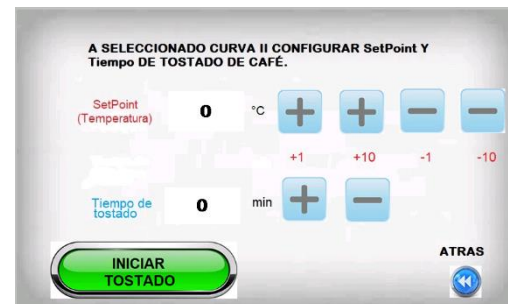 A SELECCIONADO CURVA II CONFIGURAR SetPoint Y
Tiempo DE TOSTADO DE CAFÉ.
SetPoint
(Temperatura)
0 °C
+1 +10 -1 -10
Tiempo de
tostado
0 min
INICIAR
TOSTADO
ATRAS